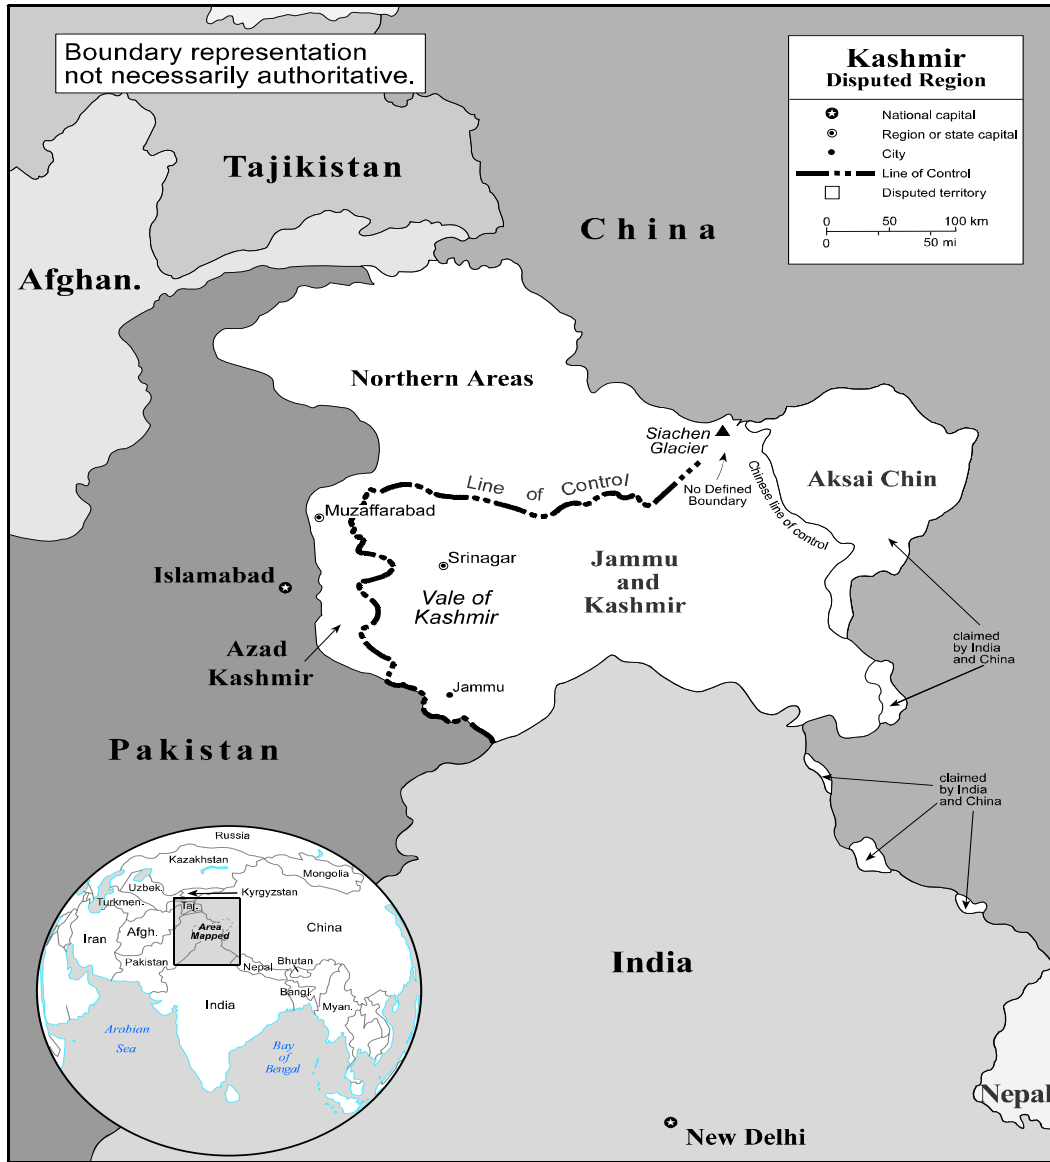 Boundary representation
not necessarily authoritative.
Kashmir
Disputed Region
National capital
Region or state capital
City
Line of Control
Disputed territory
0 50 100 km
0 50 mi
Tajikistan
China
Afghan.
Northern Areas
Siachen
Glacier
Aksai Chin
Line of Control
No Defined
Boundary
Chinese line of control
Muzaffarabad
Srinagar
Jammu
and
Kashmir
Islamabad
Vale of
Kashmir
Azad
Kashmir
claimed
by India
and China
Jammu
Pakistan
claimed
by India
and China
Russia
Kazakhstan
Mongolia
Uzbek.
Kyrgyzstan
Turkmen.
Taj.
Area
Mapped
China
Iran
Afgh.
Pakistan
Nepal
Bhutan
India
Bangl.
Myan.
Arabian
Sea
Bay
of
Bengal
India
Nepal
New Delhi